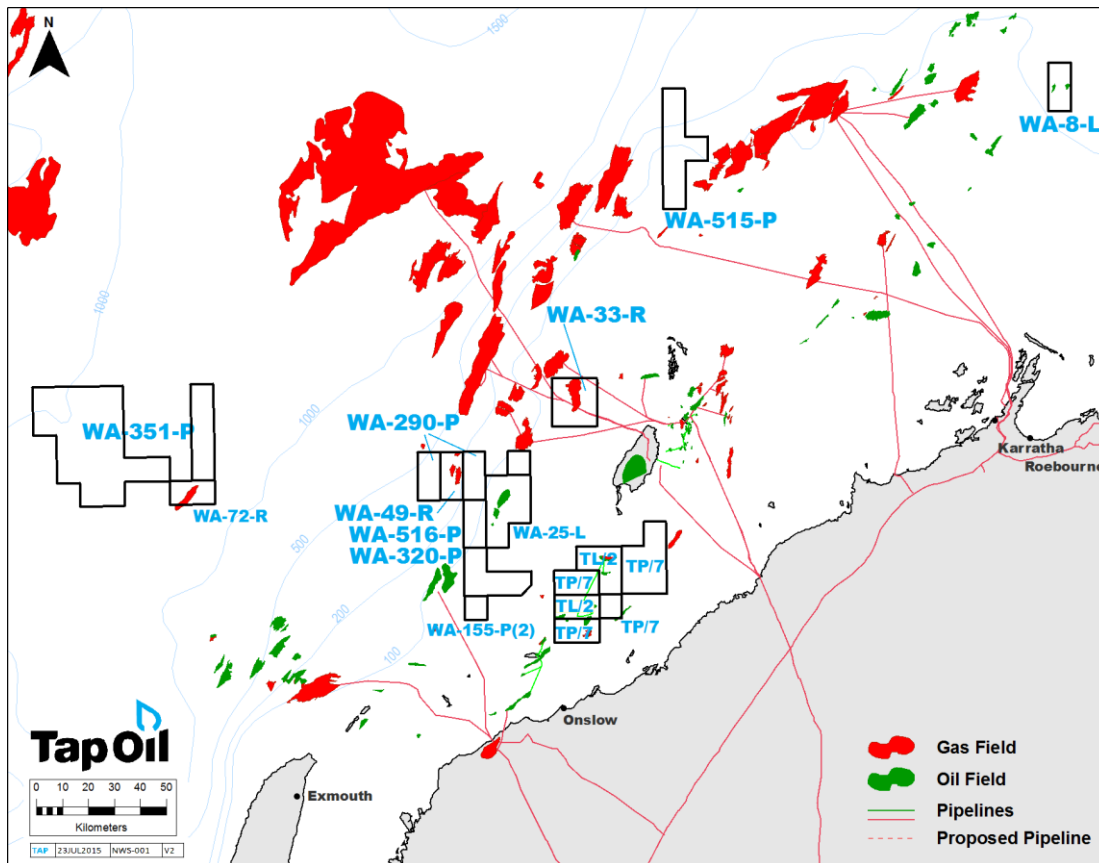 N
1500
WA-8-L
WA-515-P
1000
WA-33-R
1000
WA-351-P
WA-290-P
Karratha
Roebourne
WA-72-R
WA-49-R
WA-516-P
WA-25-L
WA-320-P
500
TL/2
TP/7
TP/7
TL/2
200
WA-155-P(2)
TP/7
TP/7
100
Onslow
Tap Oil
Gas Field
Oil Field
Pipelines
Proposed Pipeline
0 10 20 30 40 50
Kilometers
Exmouth
TAP 23JUL2015 NWS-001 V2